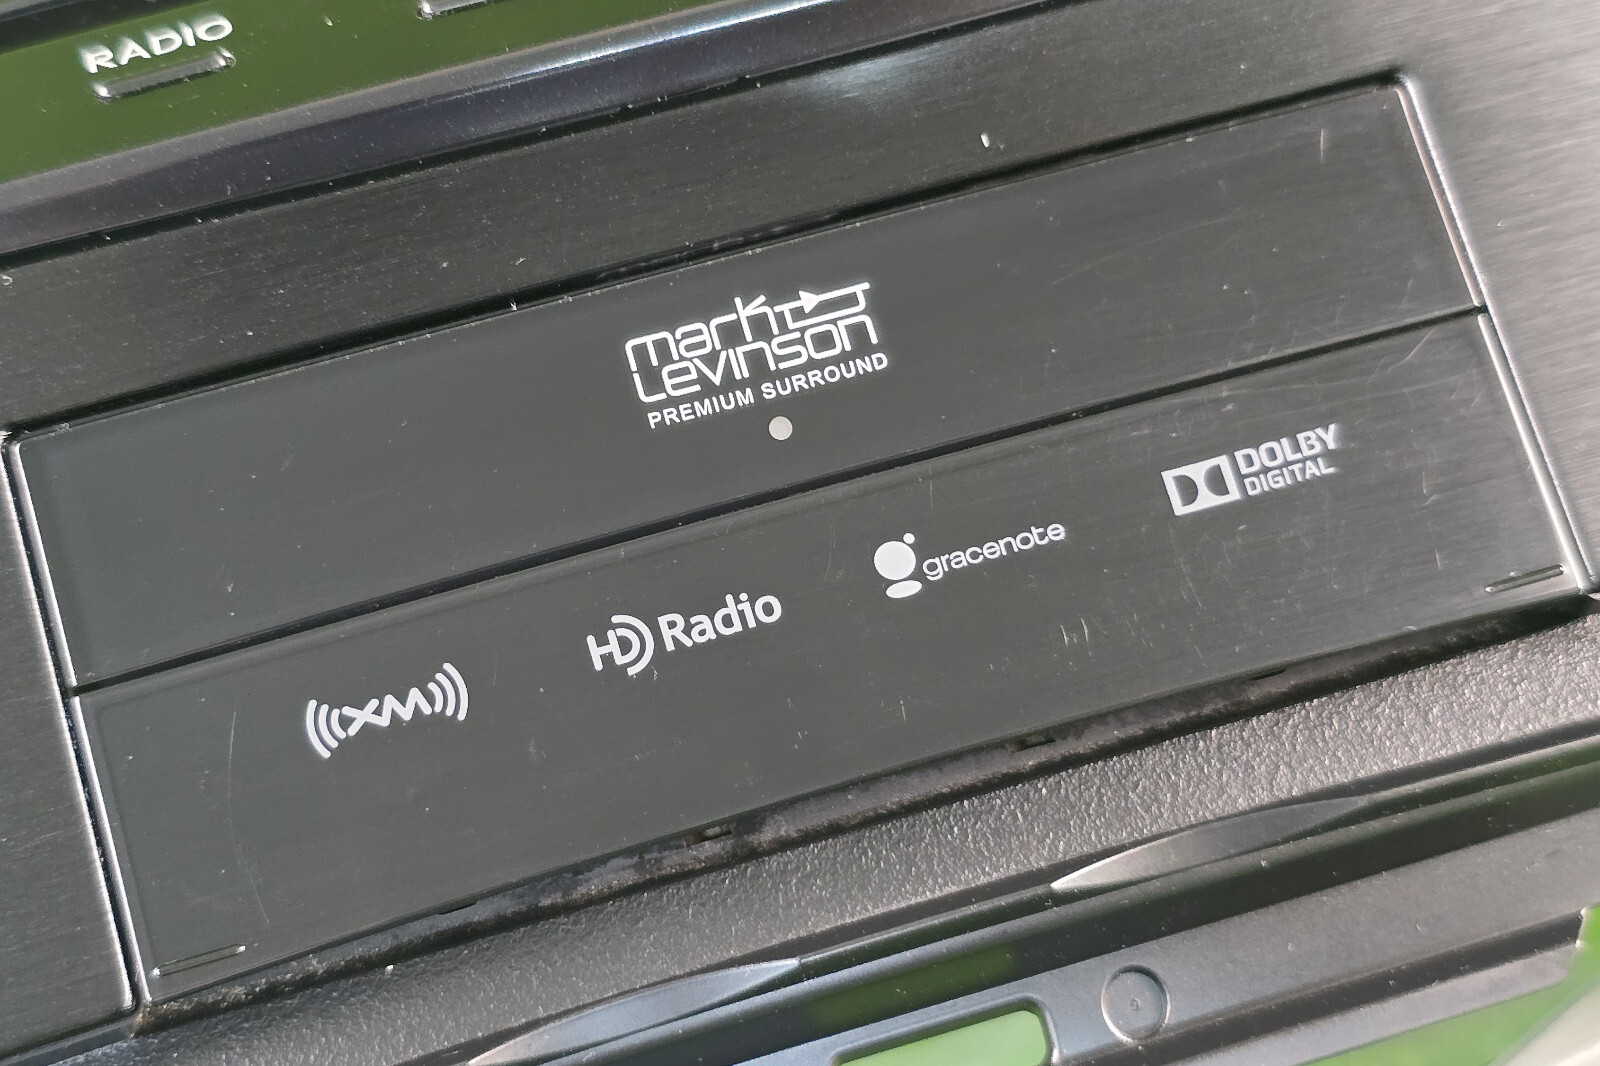 RADIO
mark
Levinson
PREMIUM SURROUND
DOLBY
DIGITAL
gracenote
HD Radio
XM